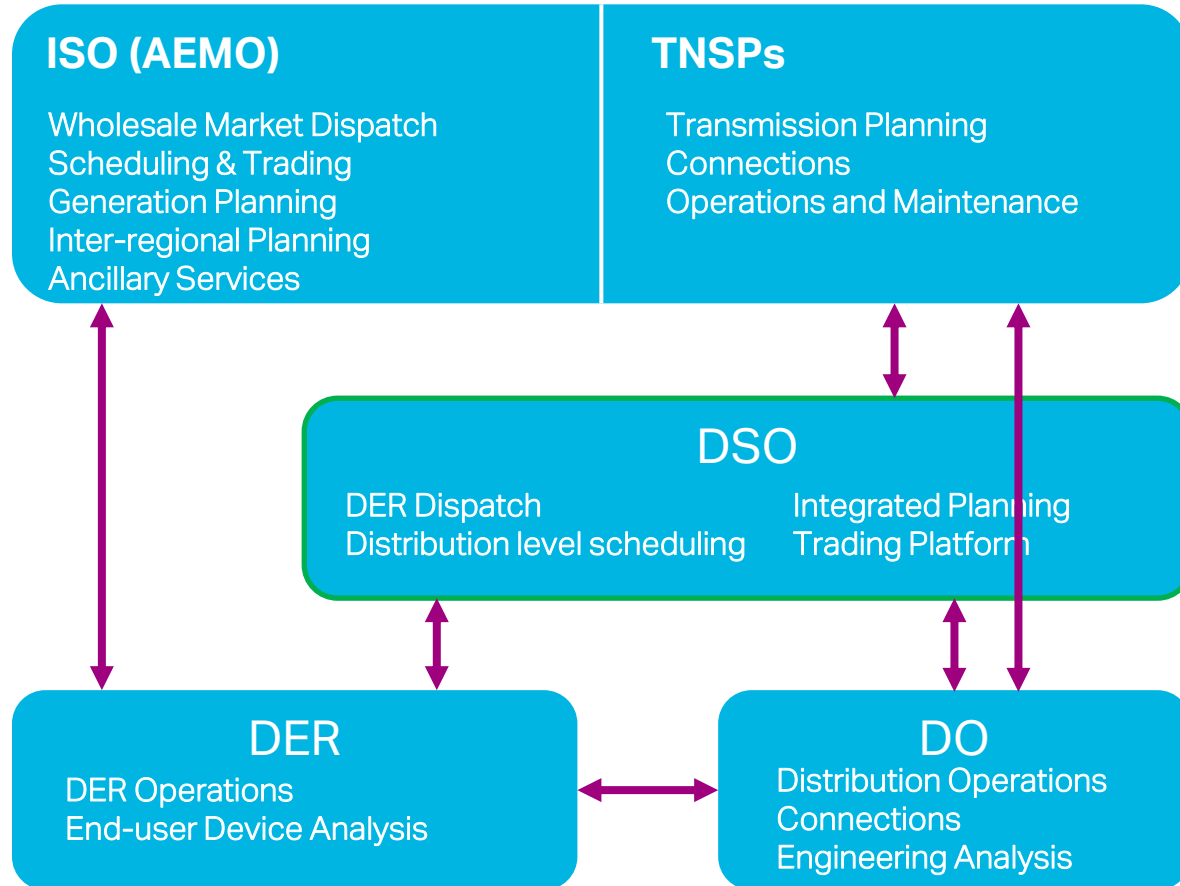 ISO (AEMO)
Wholesale Market Dispatch
Scheduling & Trading
Generation Planning
Inter-regional Planning
Ancillary Services
TNSPs
Transmission Planning
Connections
Operations and Maintenance
DSO
DER Dispatch
Distribution level scheduling
Integrated Planning
Trading Platform
DER
DER Operations
End-user Device Analysis
DO
Distribution Operations
Connections
Engineering Analysis